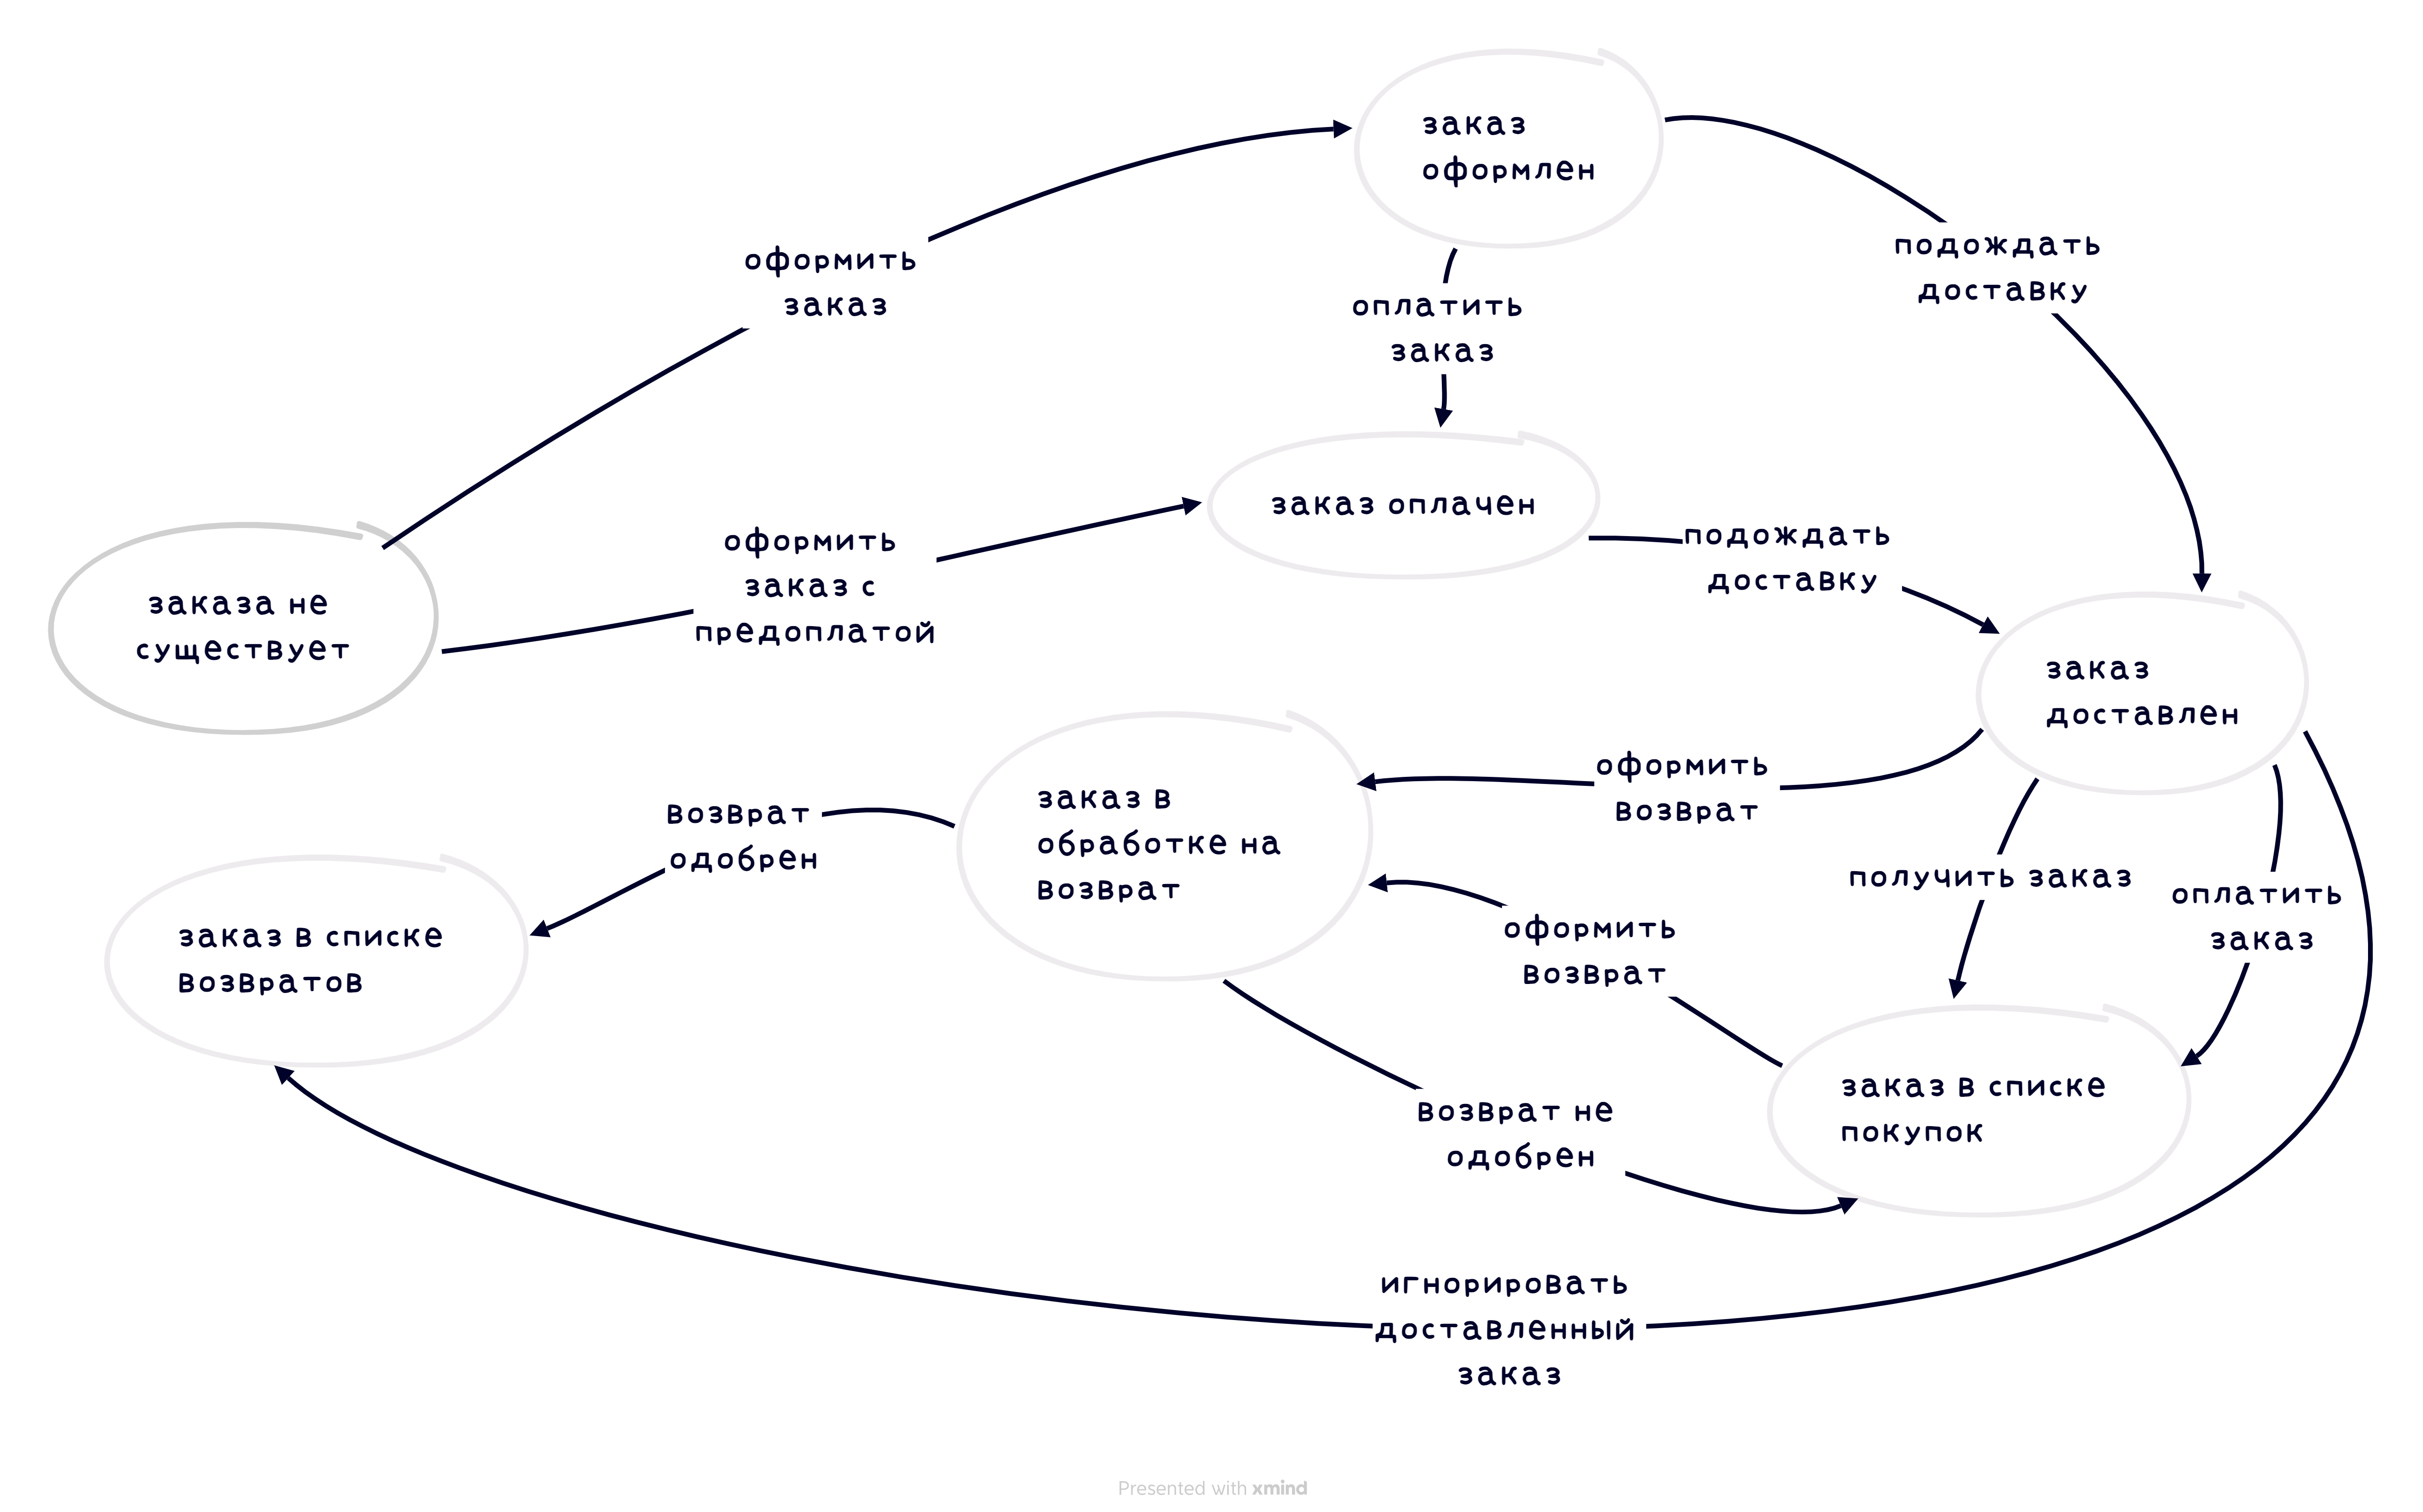 заказ
оформлен
оформить
заказ
подождать
доставку
оплатить
заказ
заказ оплачен
оформить
заказ с
предоплатой
подождать
доставку
заказа не
существует
заказ
доставлен
оформить
возврат
заказ в
обработке на
возврат
возврат
одобрен
получить заказ
оплатить
заказ
оформить
возврат
заказ в списке
возвратов
заказ в списке
покупок
возврат не
одобрен
игнорировать
доставленный
заказ
Presented with xmind